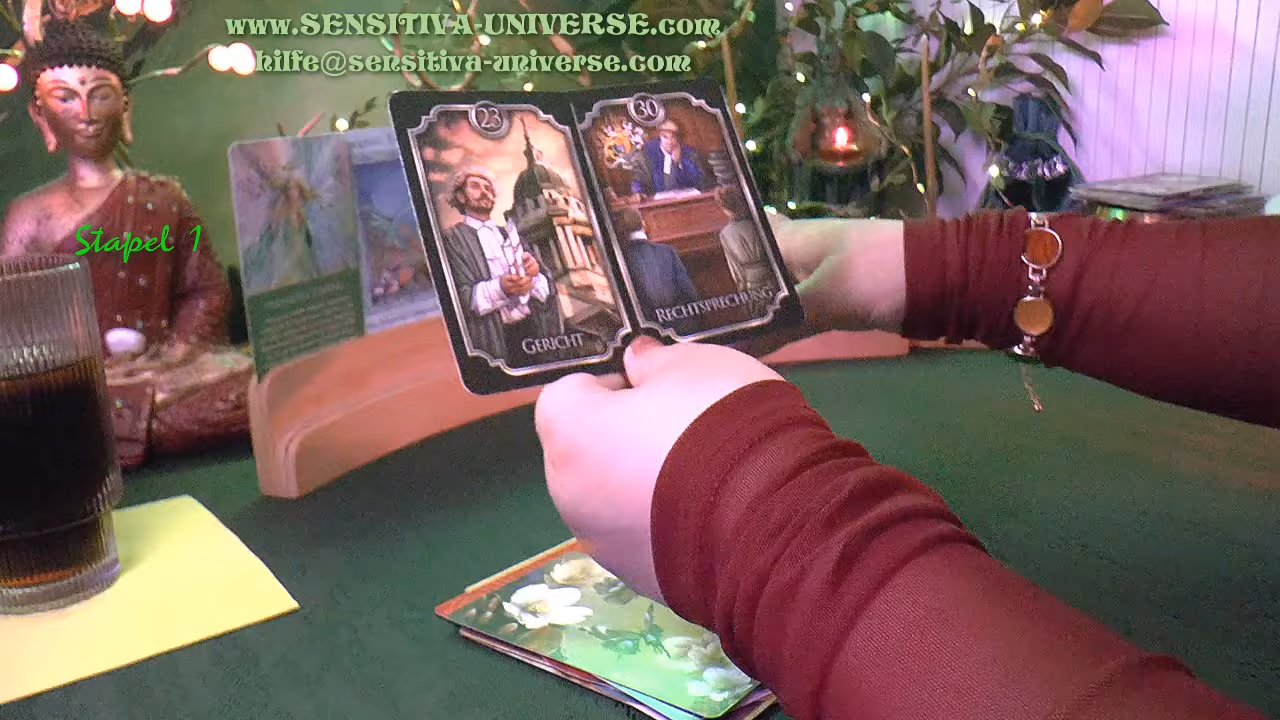 www.SENSITIVA-UNIVERSE.com
hilfe@sensitiva-universe.com
Stapel 1
23
GERICHT
30
RECHTSPRECHUNG